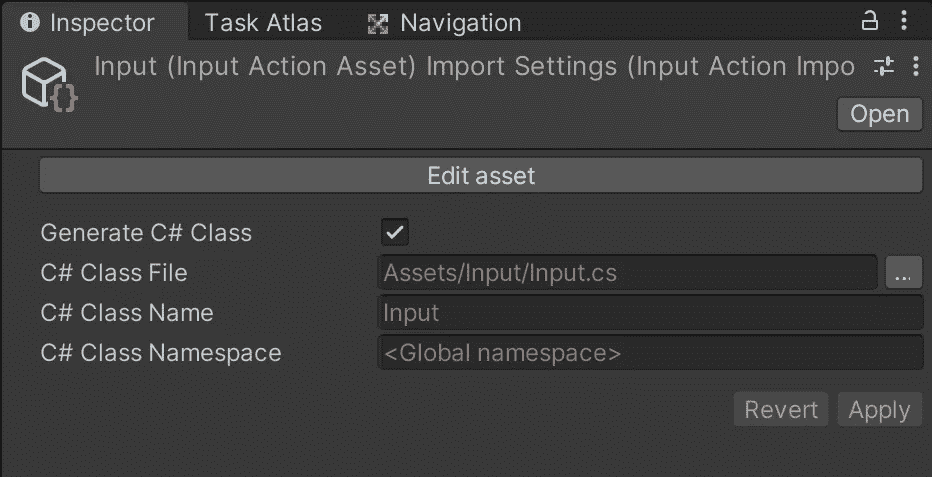 Inspector Task Atlas Navigation
Input (Input Action Asset) Import Settings (Input Action Impo
Open
Edit asset
Generate C# Class
C# Class File Assets/Input/Input.cs ...
C# Class Name Input
C# Class Namespace <Global namespace>
Revert Apply